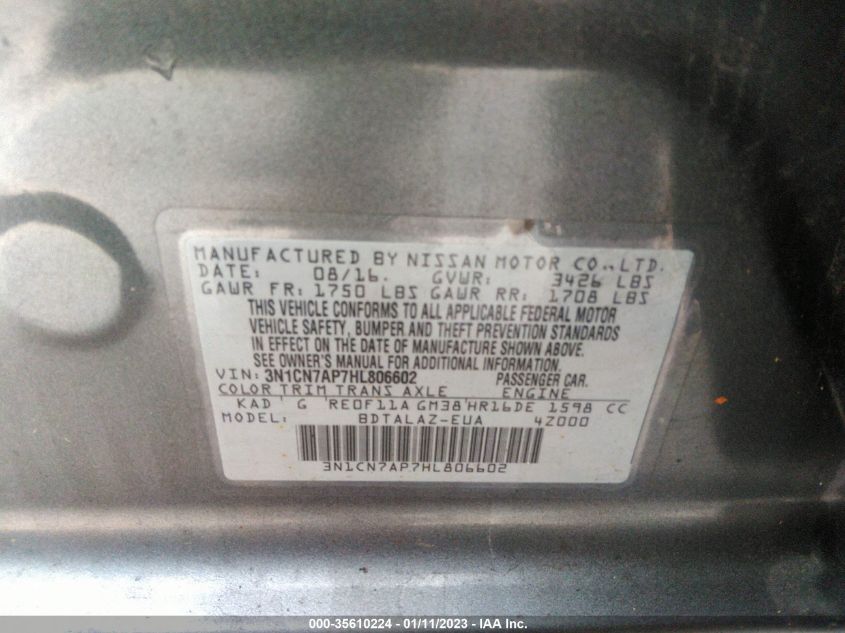 MANUFACTURED BY NISSAN MOTOR CO.,LTD.
DATE: 08/16. GVWR: 3426 LBS
GAWR FR: 1750 LBS GAWR RR: 1708 LBS
THIS VEHICLE CONFORMS TO ALL APPLICABLE FEDERAL MOTOR
VEHICLE SAFETY, BUMPER AND THEFT PREVENTION STANDARDS
IN EFFECT ON THE DATE OF MANUFACTURE SHOWN ABOVE.
SEE OWNER'S MANUAL FOR ADDITIONAL INFORMATION
VIN: 3N1CN7AP7HL806602 PASSENGER CAR.
COLOR TRIM TRANS AXLE ENGINE
KAD G RE0F11A GM38 HR16DE 1598 CC
MODEL: BDTALAZ-EUA 4Z000
3N1CN7AP7HL806602
000-35610224 - 01/11/2023 - IAA Inc.